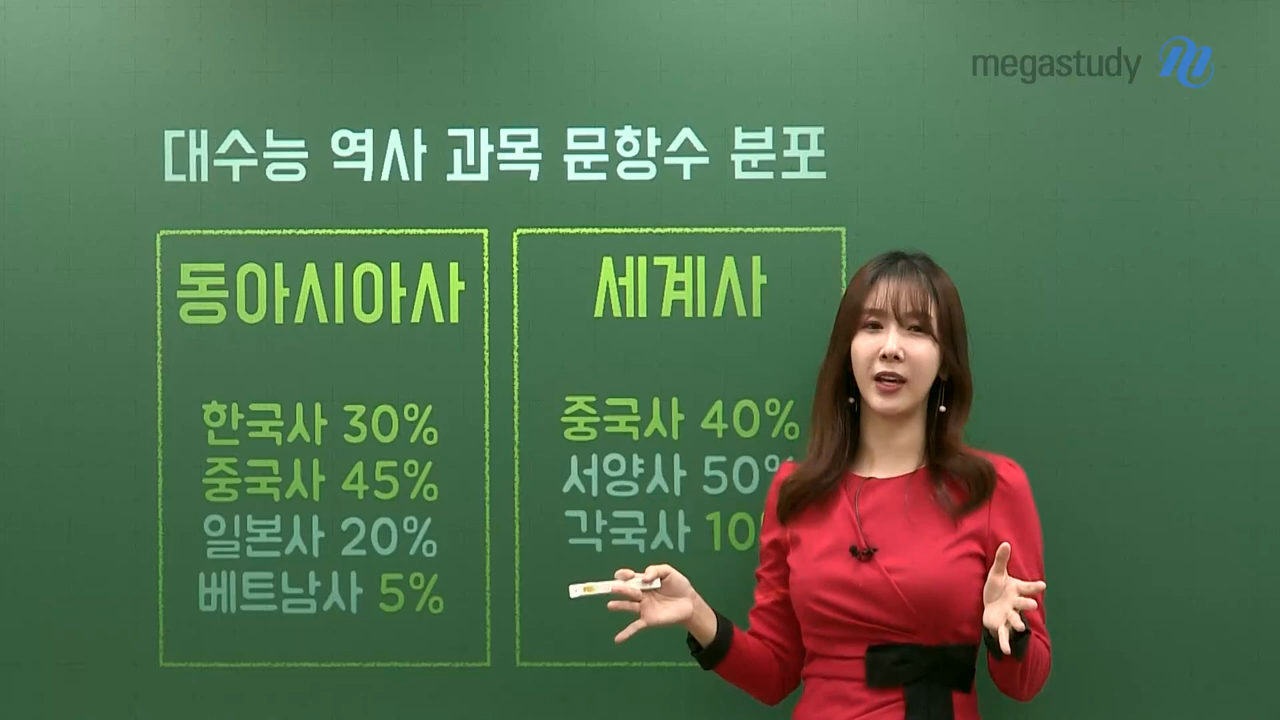 megastudy
대수능 역사 과목 문항수 분포
동아시아사
한국사 30%
중국사 45%
일본사 20%
베트남사 5%
세계사
중국사 40%
서양사 50%
각국사 10